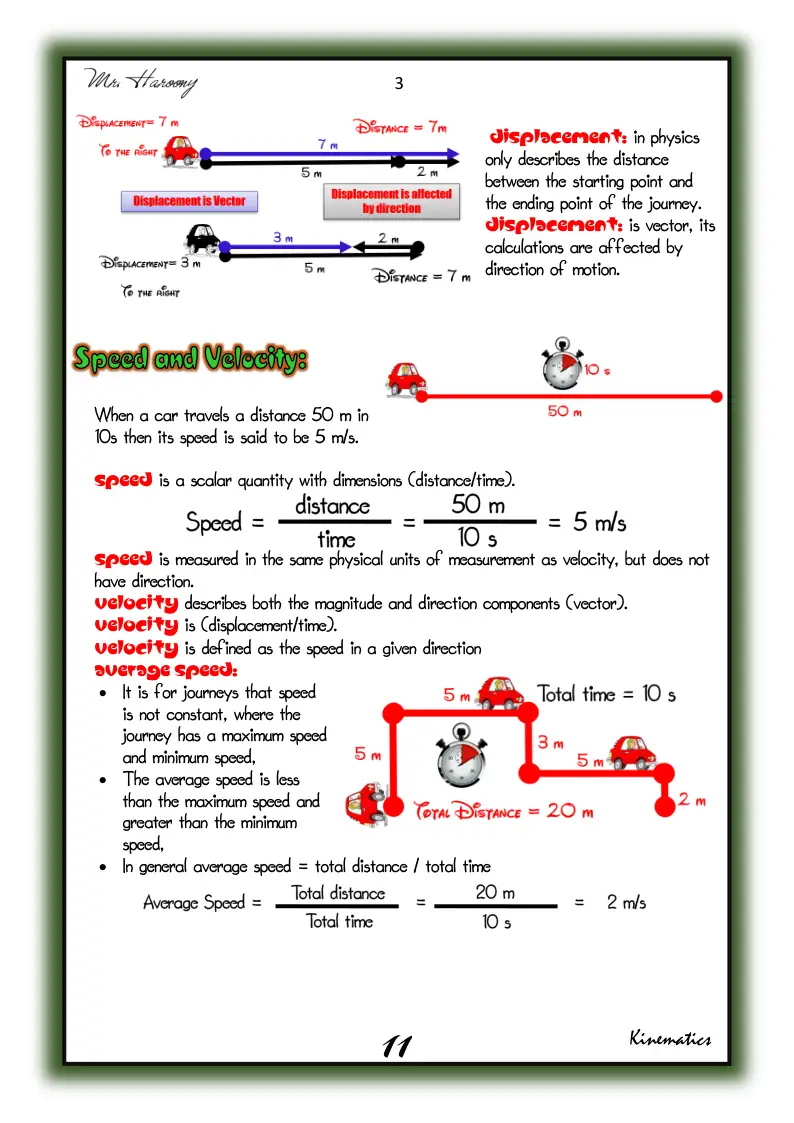 Mr. Haroony
3
Displacement= 7 m
To the right
Distance = 7m
7 m
5 m
2 m
Displacement is Vector
Displacement is affected
by direction
3 m
2 m
Displacement= 3 m
5 m
Distance = 7 m
To the right
displacement: in physics
only describes the distance
between the starting point and
the ending point of the journey.
displacement: is vector, its
calculations are affected by
direction of motion.
Speed and Velocity:
10 s
50 m
When a car travels a distance 50 m in
10s then its speed is said to be 5 m/s.
speed is a scalar quantity with dimensions (distance/time).
Speed = distance / time = 50 m / 10 s = 5 m/s
speed is measured in the same physical units of measurement as velocity, but does not
have direction.
velocity describes both the magnitude and direction components (vector).
velocity is (displacement/time).
velocity is defined as the speed in a given direction
average speed:
• It is for journeys that speed
is not constant, where the
journey has a maximum speed
and minimum speed,
• The average speed is less
than the maximum speed and
greater than the minimum
speed,
5 m
Total time = 10 s
5 m
3 m
5 m
2 m
Total Distance = 20 m
• In general average speed = total distance / total time
Average Speed = Total distance / Total time = 20 m / 10 s = 2 m/s
11
Kinematics